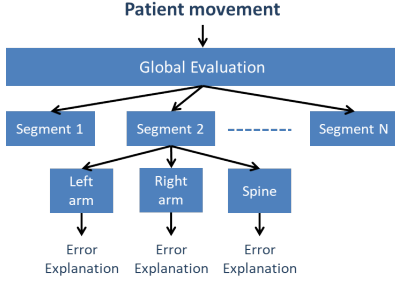 Patient movement
Global Evaluation
Segment 1
Segment 2
Segment N
Left
arm
Right
arm
Spine
Error
Explanation
Error
Explanation
Error
Explanation